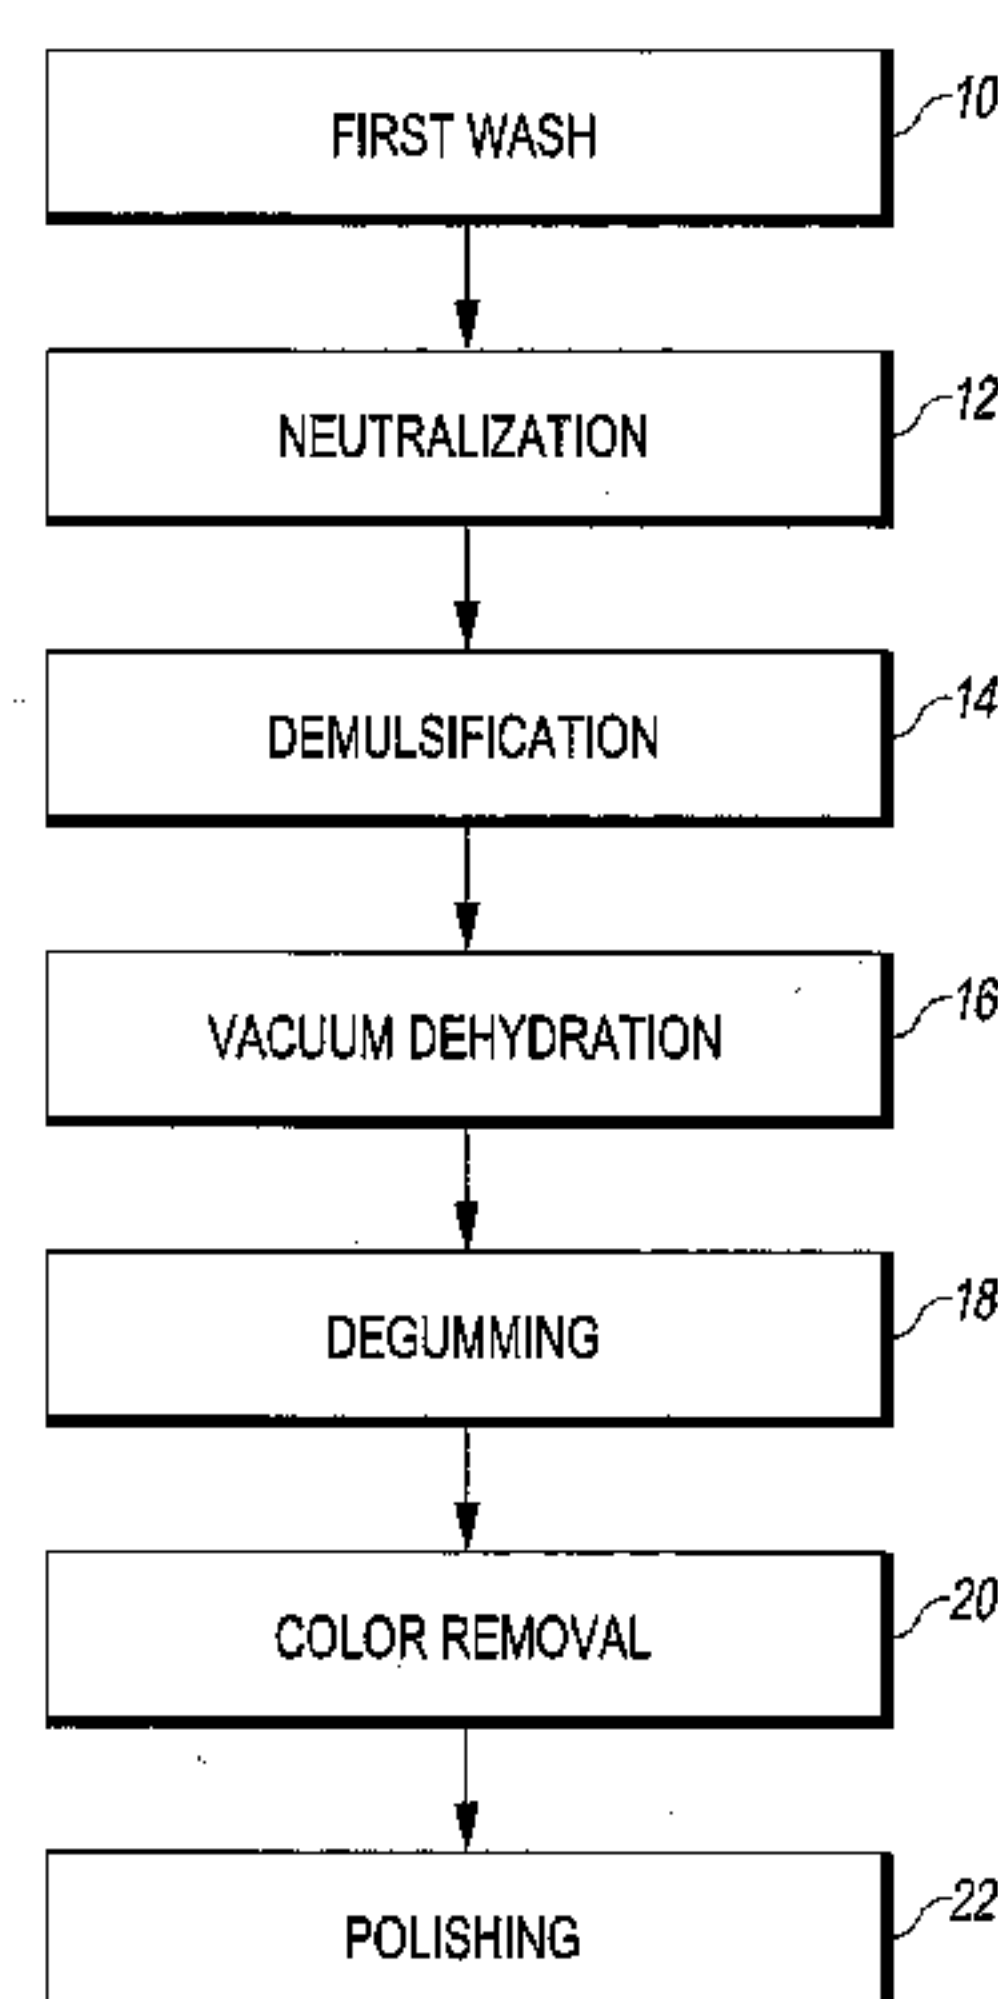 FIRST WASH
10
NEUTRALIZATION
12
DEMULSIFICATION
14
VACUUM DEHYDRATION
16
DEGUMMING
18
COLOR REMOVAL
20
POLISHING
22